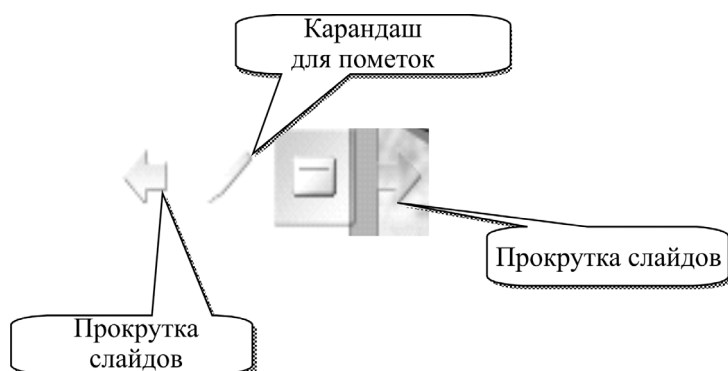 Карандаш
для пометок
Прокрутка слайдов
Прокрутка
слайдов